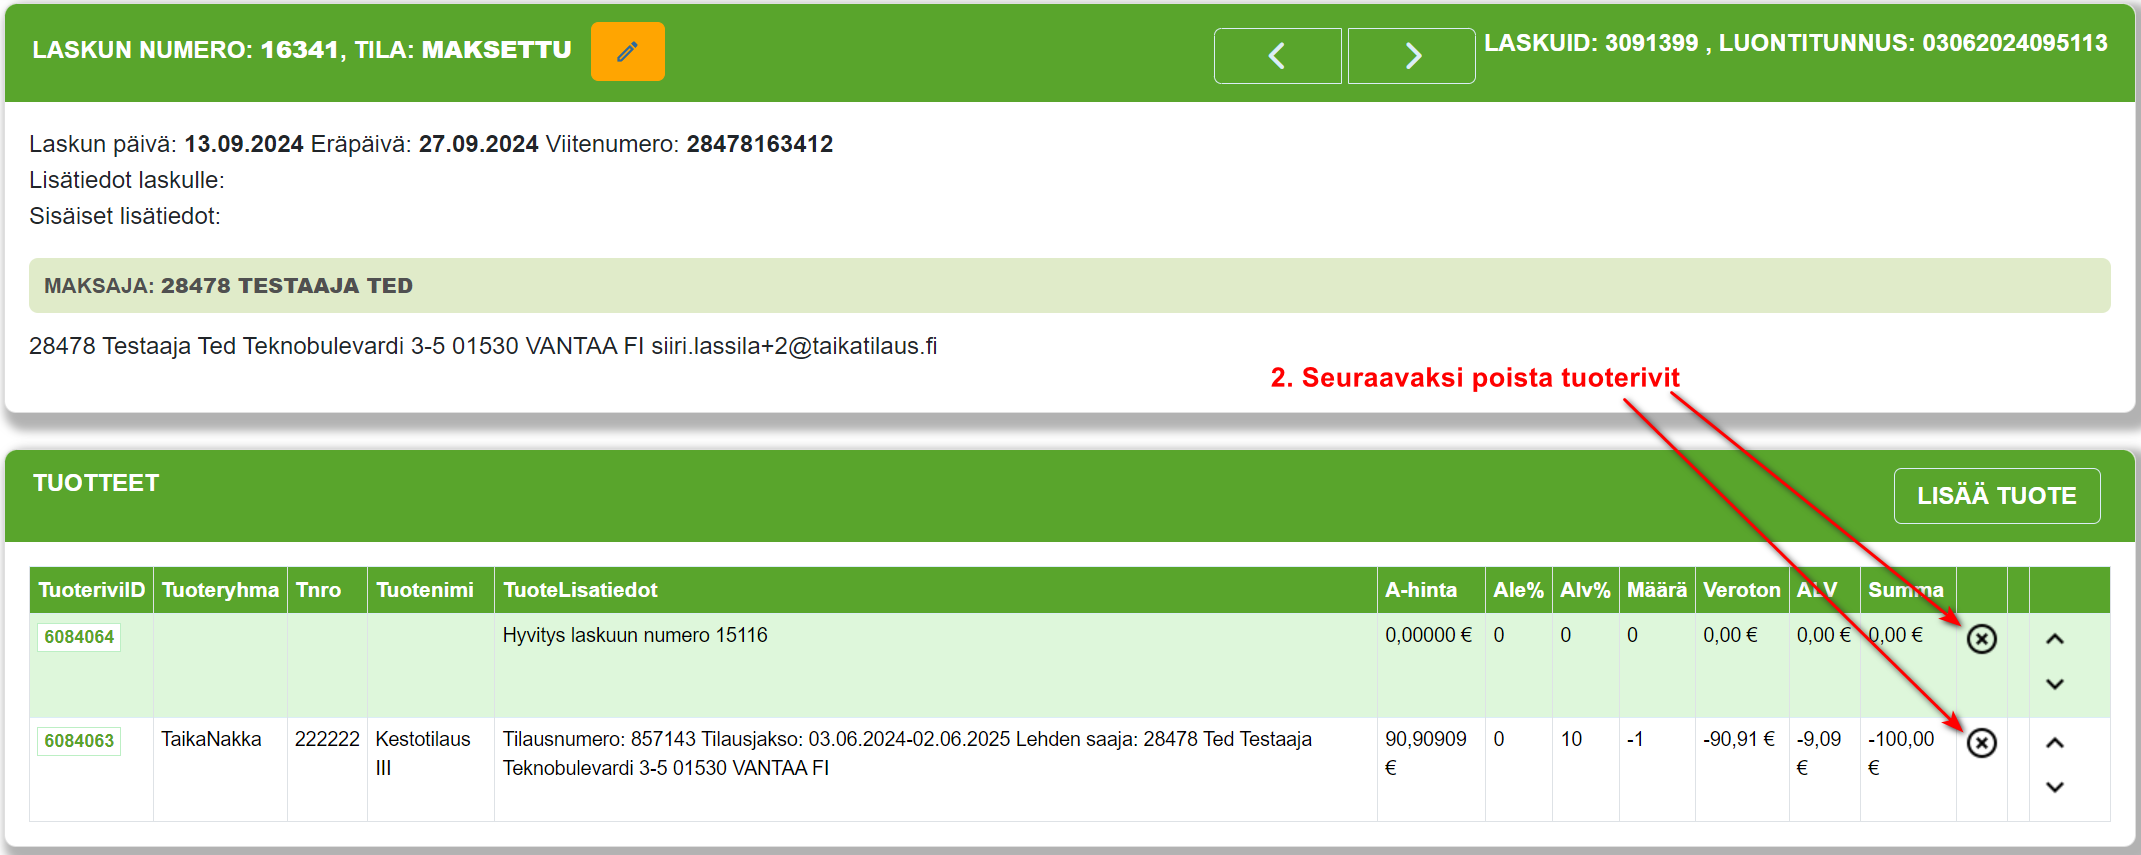 LASKUN NUMERO: 16341, TILA: MAKSETTU
LASKUID: 3091399 , LUONTITUNNUS: 03062024095113
Laskun päivä: 13.09.2024 Eräpäivä: 27.09.2024 Viitenumero: 28478163412
Lisätiedot laskulle:
Sisäiset lisätiedot:
MAKSAJA: 28478 TESTAAJA TED
28478 Testaaja Ted Teknobulevardi 3-5 01530 VANTAA FI siiri.lassila+2@taikatilaus.fi
2. Seuraavaksi poista tuoterivit
TUOTTEET
LISÄÄ TUOTE
TuoteriviID Tuoteryhma Tnro Tuotenimi TuoteLisatiedot A-hinta Ale% Alv% Määrä Veroton ALV Summa
6084064 Hyvitys laskuun numero 15116 0,00000 € 0 0 0 0,00 € 0,00 € 0,00 €
6084063 TaikaNakka 222222 Kestotilaus Tilausnumero: 857143 Tilausjakso: 03.06.2024-02.06.2025 Lehden saaja: 28478 Ted Testaaja 90,90909 0 10 -1 -90,91 € -9,09 -100,00
III Teknobulevardi 3-5 01530 VANTAA FI € € €